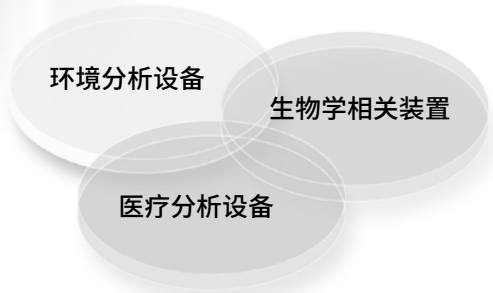 环境分析设备
生物学相关装置
医疗分析设备